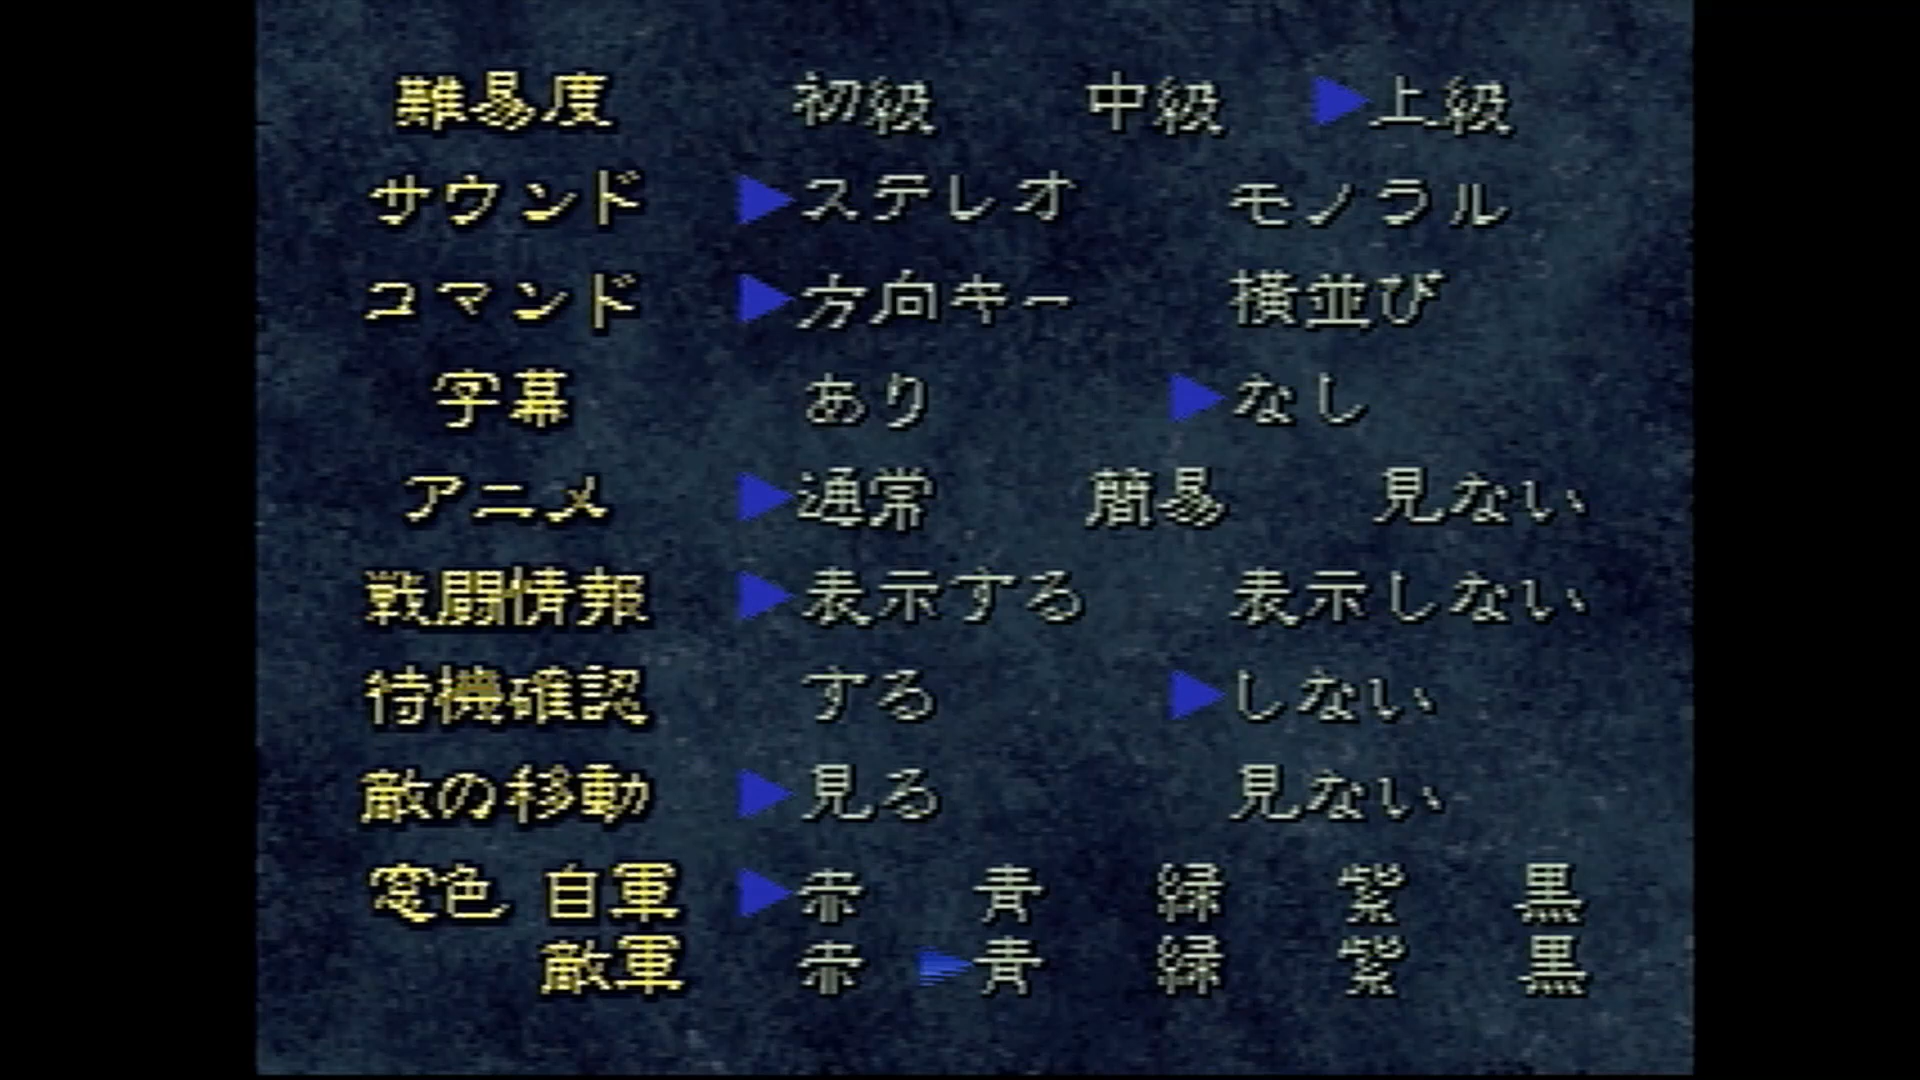 難易度 初級 中級 ▶上級
サウンド ▶ステレオ モノラル
コマンド ▶方向キー 横並び
字幕 あり ▶なし
アニメ ▶通常 簡易 見ない
戦闘情報 ▶表示する 表示しない
待機確認 する ▶しない
敵の移動 ▶見る 見ない
窓色 自軍 ▶赤 青 緑 紫 黒
敵軍 赤 ▶青 緑 紫 黒